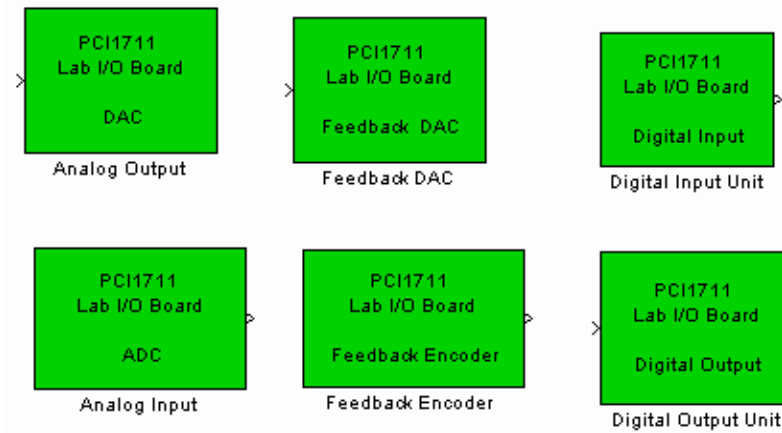 PCI1711
Lab I/O Board
DAC
Analog Output
PCI1711
Lab I/O Board
Feedback DAC
Feedback DAC
PCI1711
Lab I/O Board
Digital Input
Digital Input Unit
PCI1711
Lab I/O Board
ADC
Analog Input
PCI1711
Lab I/O Board
Feedback Encoder
Feedback Encoder
PCI1711
Lab I/O Board
Digital Output
Digital Output Unit